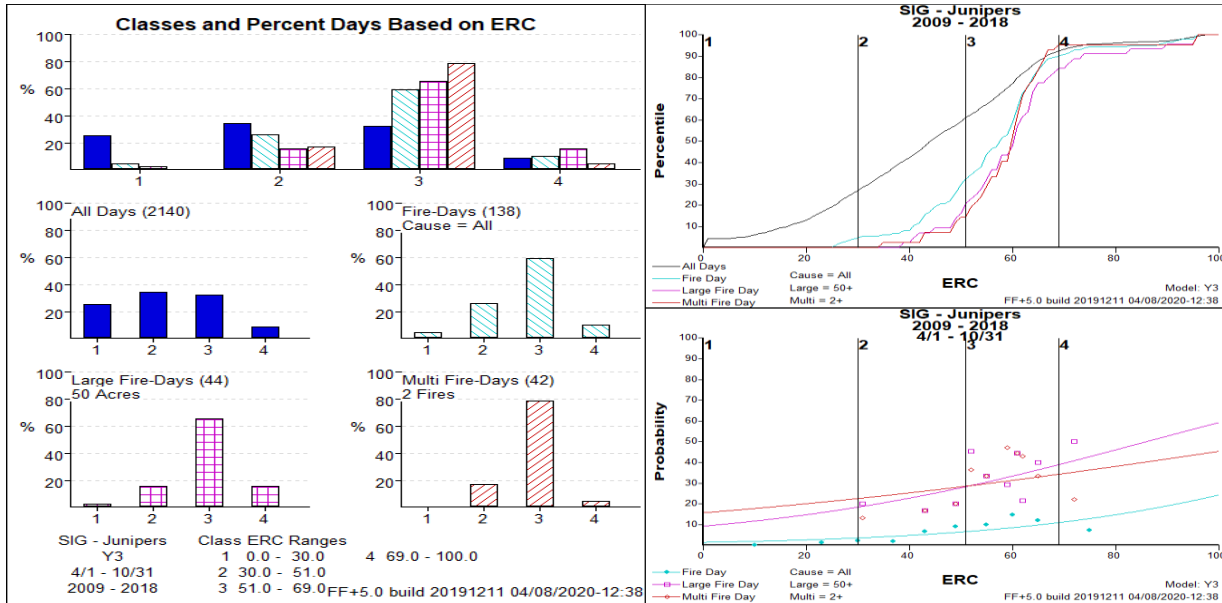 Classes and Percent Days Based on ERC
100
80
%
60
40
20
1 2 3 4
All Days (2140)
100
80
%
60
40
20
1 2 3 4
Fire-Days (138)
Cause = All
100
80
%
60
40
20
1 2 3 4
Large Fire-Days (44)
50 Acres
100
80
%
60
40
20
1 2 3 4
Multi Fire-Days (42)
2 Fires
100
80
%
60
40
20
1 2 3 4
SIG - Junipers
Y3
4/1 - 10/31
2009 - 2018
Class ERC Ranges
1 0.0 - 30.0
2 30.0 - 51.0
3 51.0 - 69.0
4 69.0 - 100.0
FF+5.0 build 20191211 04/08/2020-12:38
SIG - Junipers
2009 - 2018
1 2 3 4
100
90
80
70
60
50
40
30
20
10
Percentile
0 20 40 60 80 100
ERC
All Days
Fire Day
Large Fire Day
Multi Fire Day
Cause = All
Large = 50+
Multi = 2+
Model: Y3
FF+5.0 build 20191211 04/08/2020-12:38
SIG - Junipers
2009 - 2018
4/1 - 10/31
1 2 3 4
100
90
80
70
60
50
40
30
20
10
Probability
0 20 40 60 80 100
ERC
Fire Day
Large Fire Day
Multi Fire Day
Cause = All
Large = 50+
Multi = 2+
Model: Y3
FF+5.0 build 20191211 04/08/2020-12:38